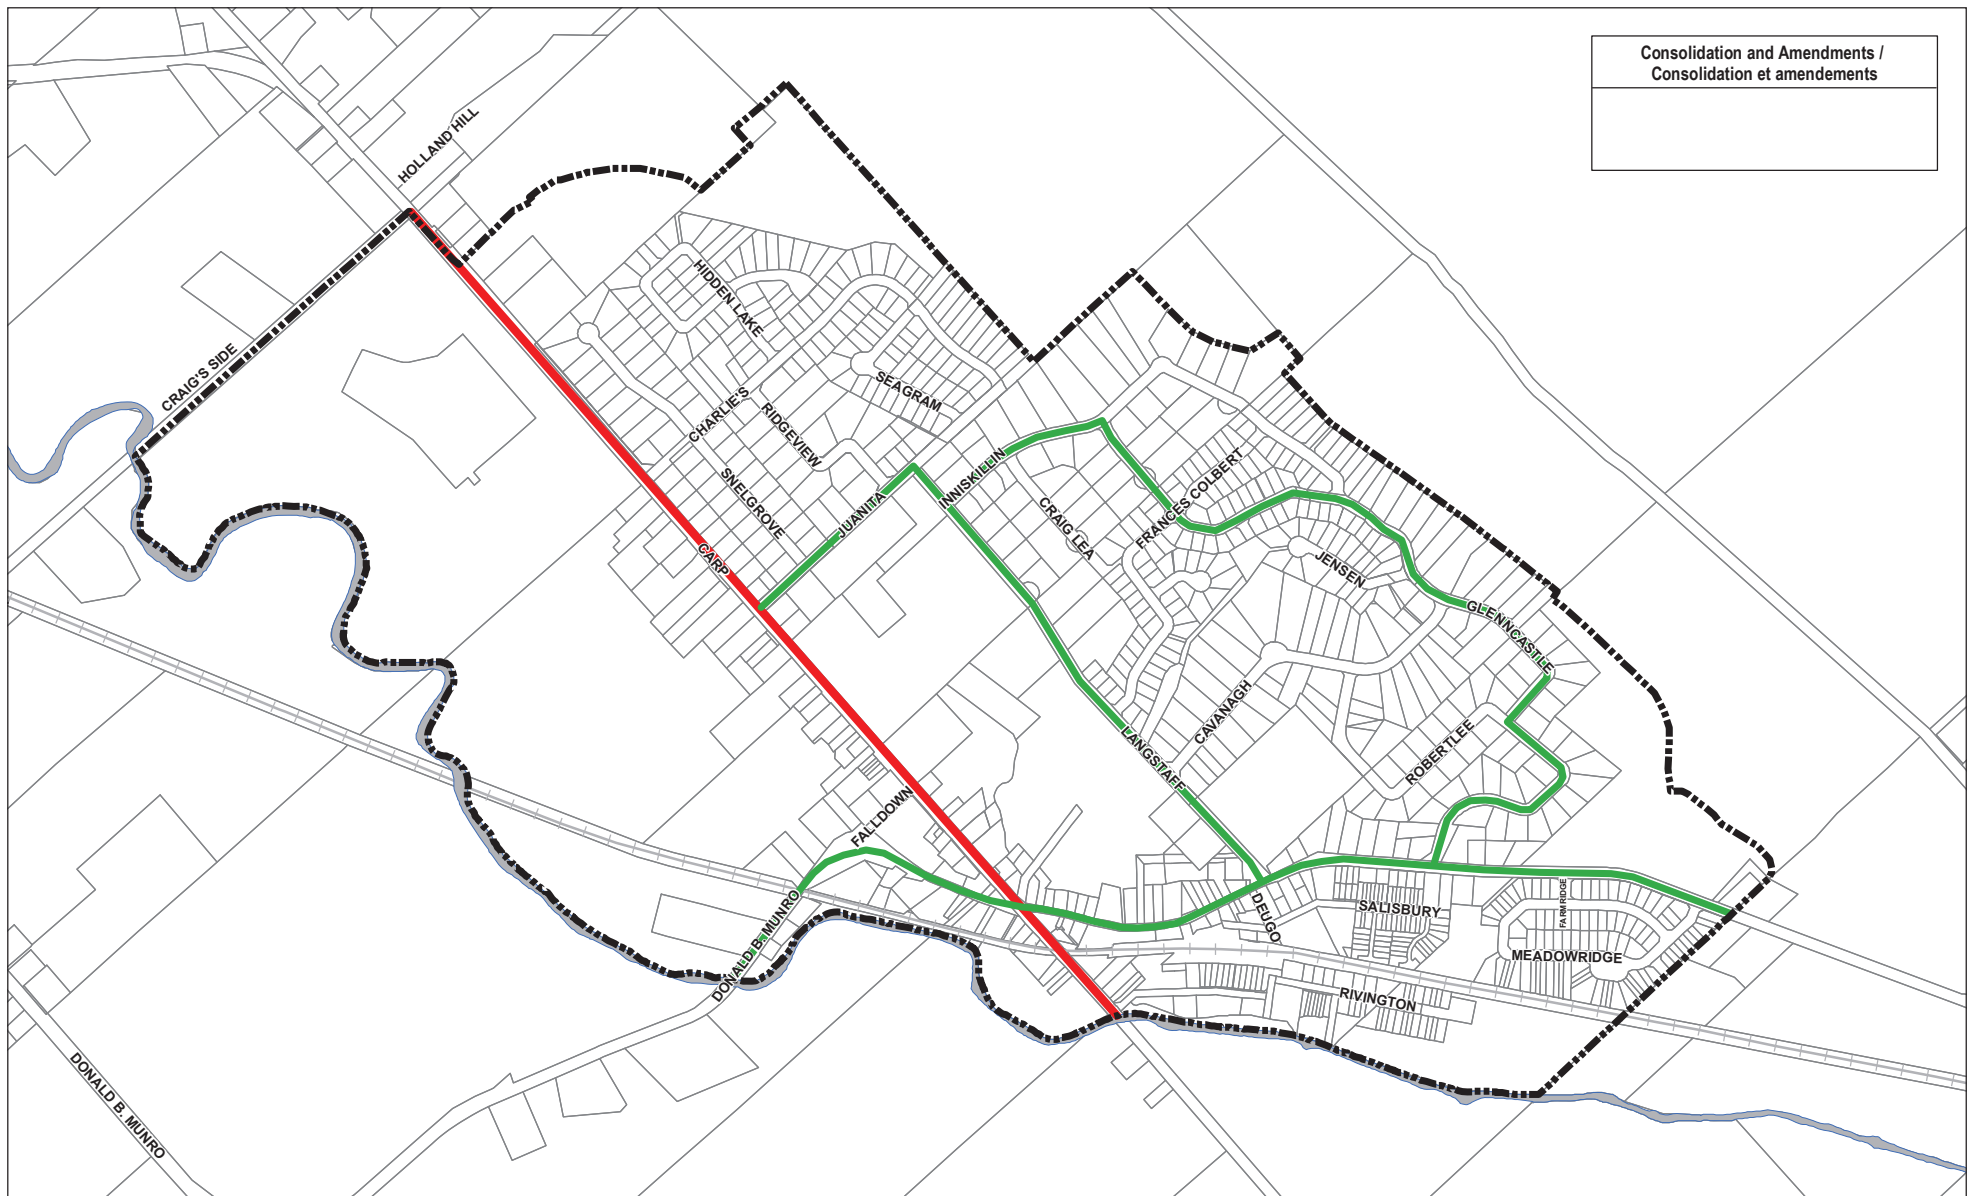 Consolidation and Amendments /
Consolidation et amendements
HOLLAND HILL
CRAIG'S SIDE
HIDDEN LAKE
SEAGRAM
CHARLIE'S
RIDGEVIEW
SNELGROVE
JUANITA
INNISKILLIN
CRAIG LEA
FRANCES COLBERT
JENSEN
GLENNCASTLE
CARP
CAVANAGH
LANGSTAFF
ROBERTLEE
FALLDOWN
DONALD B. MUNRO
DEUGO
SALISBURY
FARMRIDGE
MEADOWRIDGE
RIVINGTON
DONALD B. MUNRO